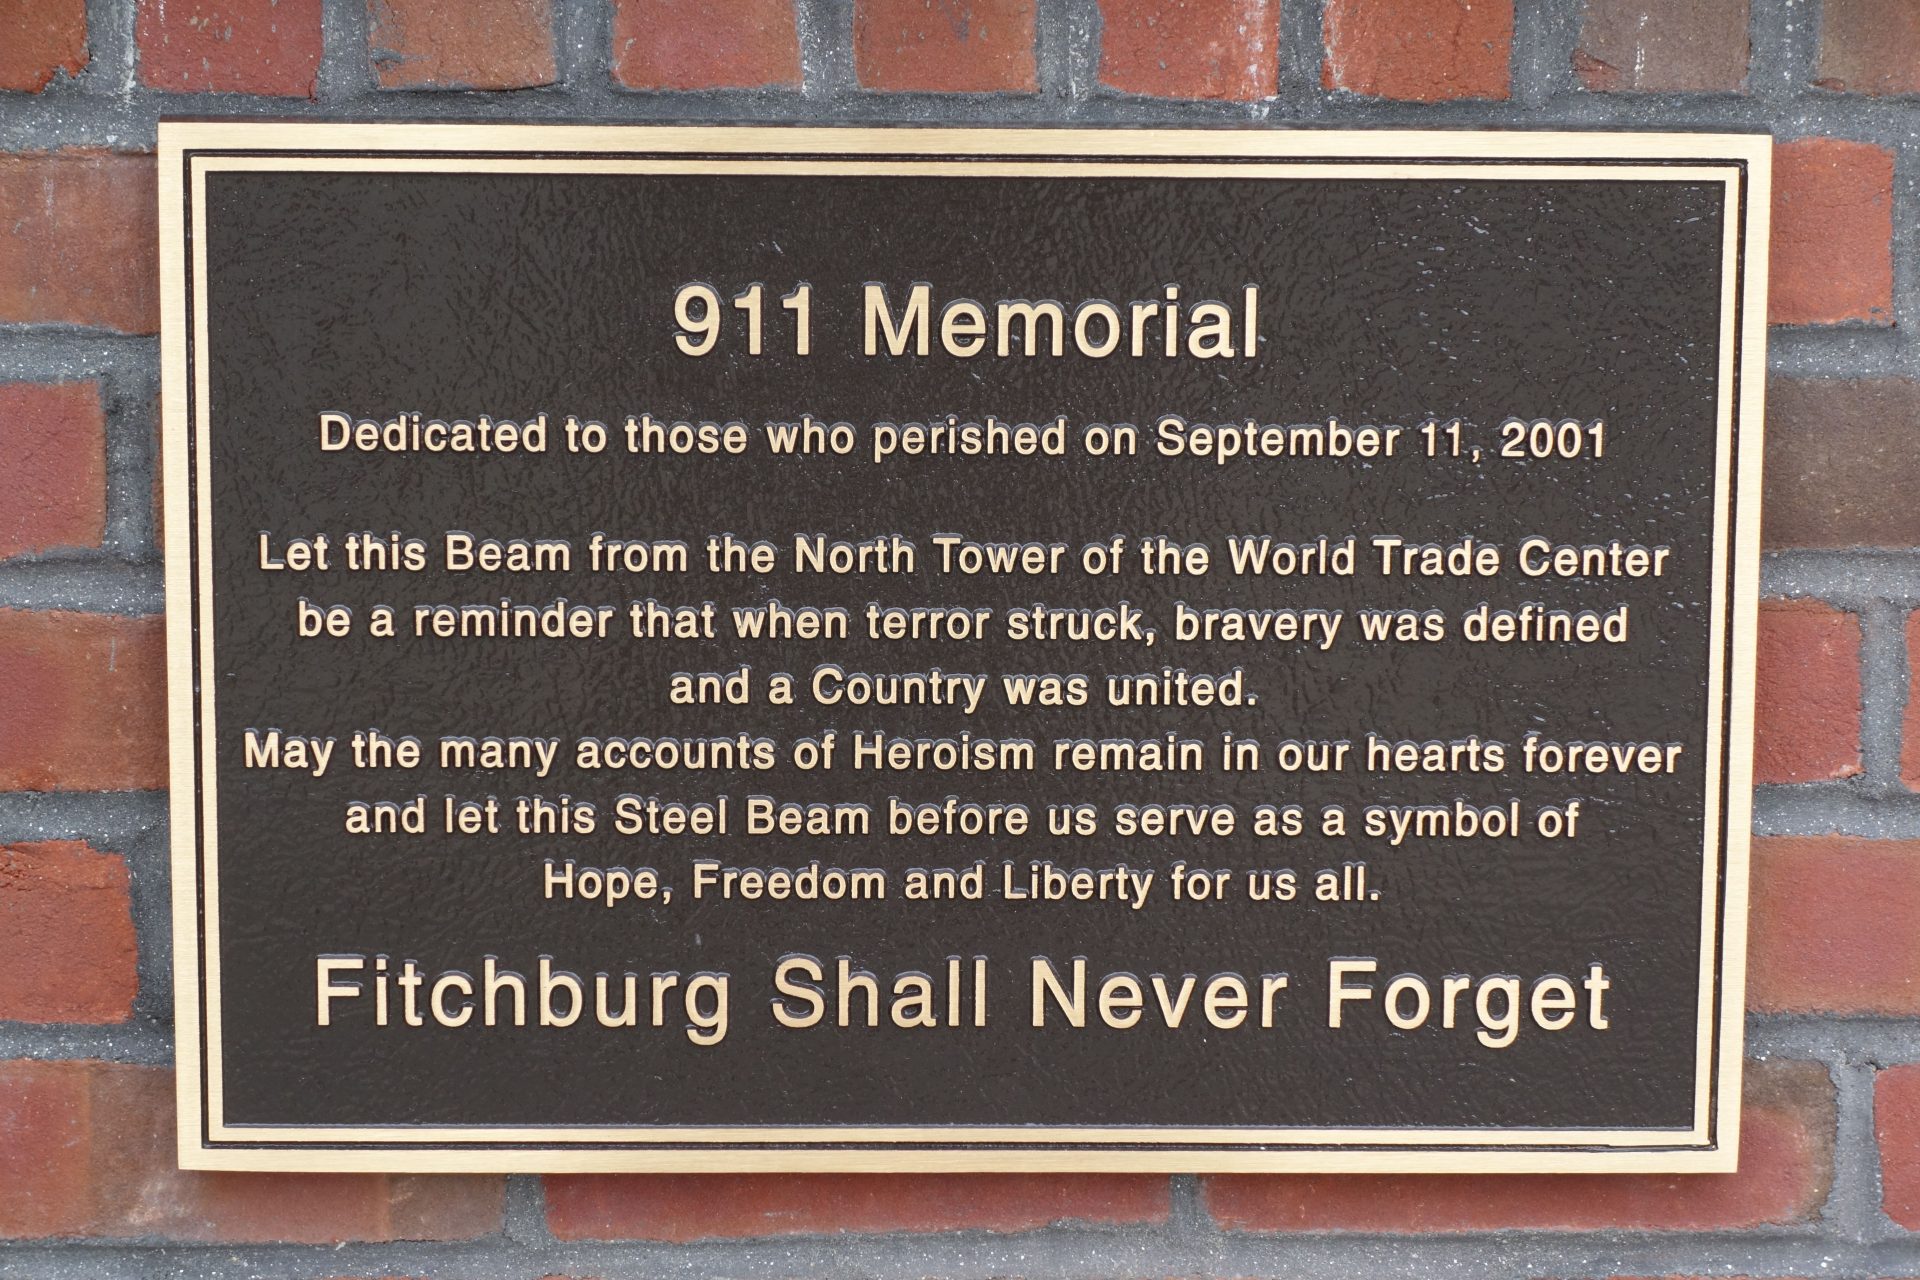 911 Memorial
Dedicated to those who perished on September 11, 2001
Let this Beam from the North Tower of the World Trade Center
be a reminder that when terror struck, bravery was defined
and a Country was united.
May the many accounts of Heroism remain in our hearts forever
and let this Steel Beam before us serve as a symbol of
Hope, Freedom and Liberty for us all.
Fitchburg Shall Never Forget